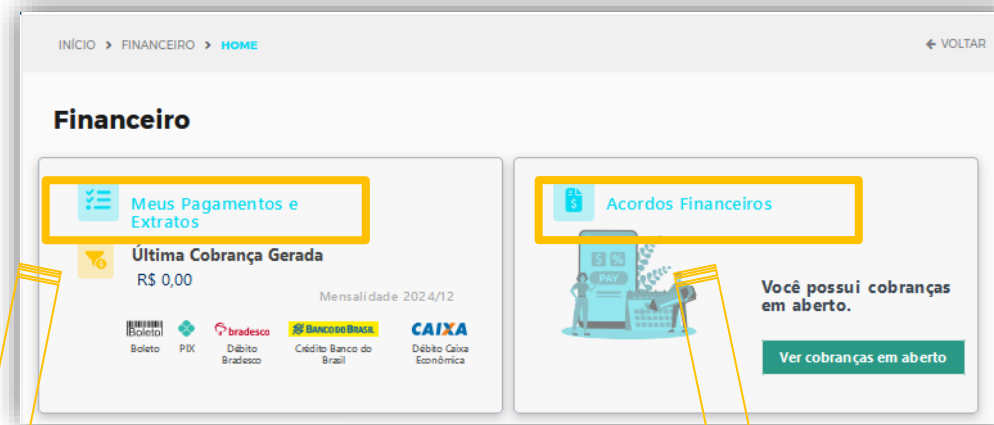 INÍCIO > FINANCEIRO > HOME
← VOLTAR
Financeiro
Meus Pagamentos e
Extratos
Última Cobrança Gerada
R$ 0,00
Mensalidade 2024/12
Boleto
bradesco
BANCO DO BRASIL
CAIXA
Boleto
PIX
Débito
Bradesco
Crédito Banco do
Brasil
Débito Caixa
Econômica
Acordos Financeiros
$ %
PAY
Você possui cobranças
em aberto.
Ver cobranças em aberto